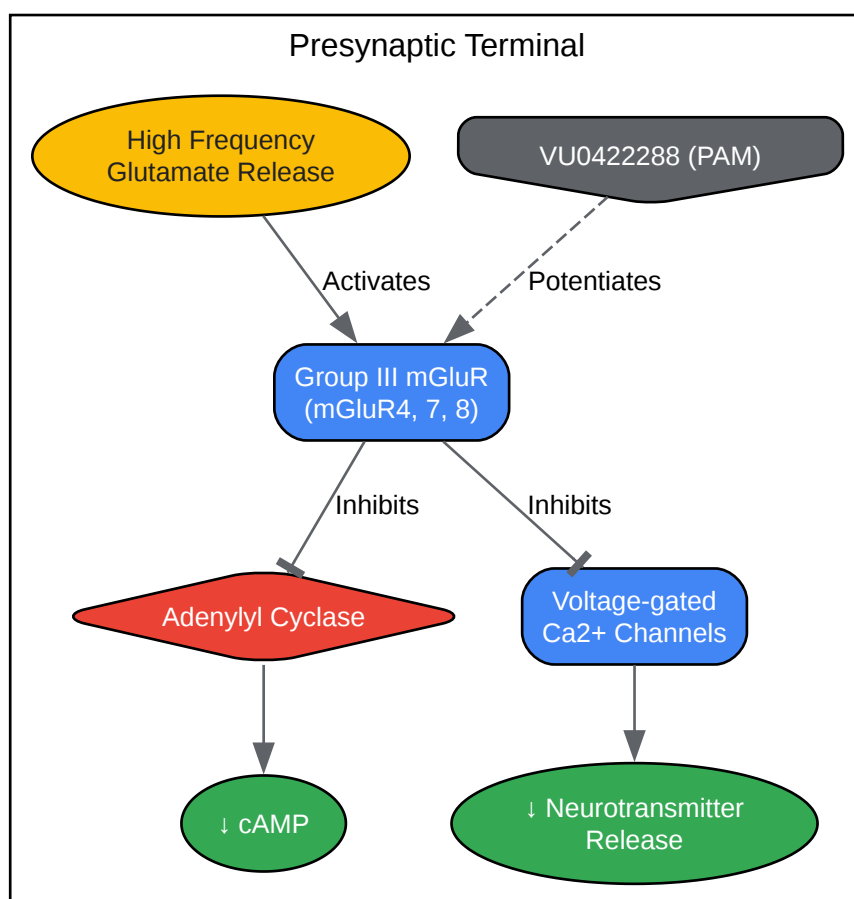 Presynaptic Terminal
High Frequency
Glutamate Release
VU0422288 (PAM)
Activates
Potentiates
Group III mGluR
(mGluR4, 7, 8)
Inhibits
Inhibits
Adenylyl Cyclase
Voltage-gated
Ca2+ Channels
↓ cAMP
↓ Neurotransmitter
Release